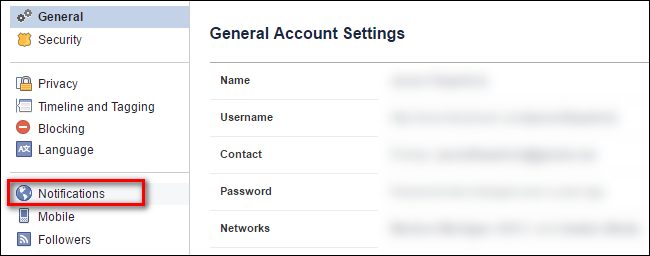 General
Security
Privacy
Timeline and Tagging
Blocking
Language
Notifications
Mobile
Followers
General Account Settings
Name
Username
Contact
Password
Networks